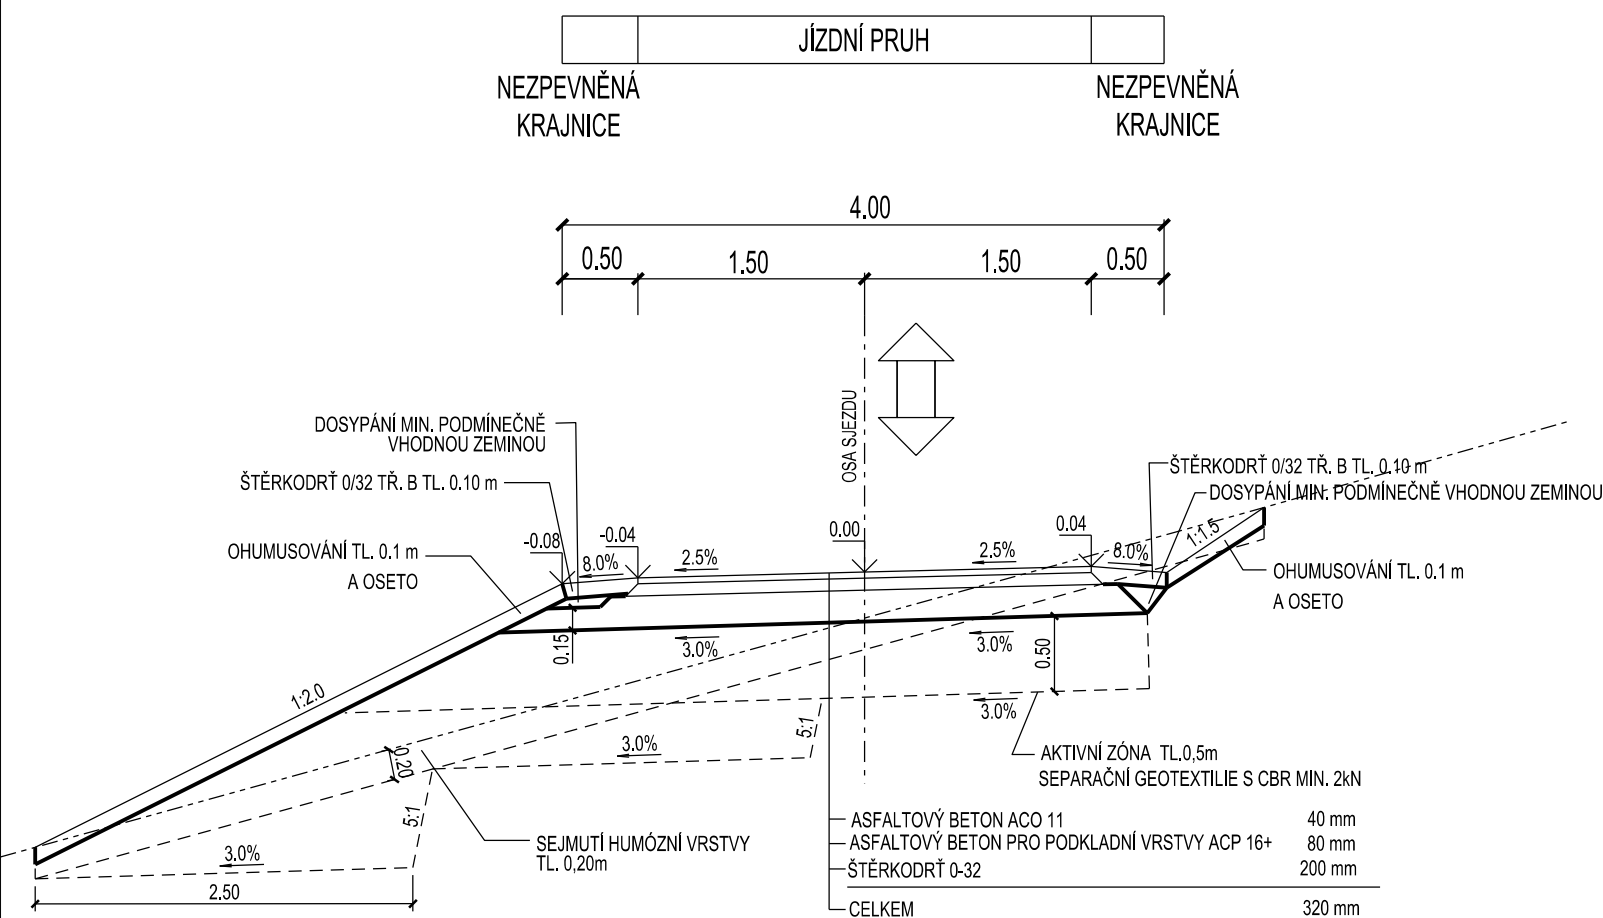 JÍZDNÍ PRUH
NEZPEVNĚNÁ
KRAJNICE
NEZPEVNĚNÁ
KRAJNICE
4.00
0.50
1.50
1.50
0.50
OSA SJEZDU
DOSYPÁNÍ MIN. PODMÍNEČNĚ
VHODNOU ZEMINOU
ŠTĚRKODRŤ 0/32 TŘ. B TL. 0.10 m
OHUMUSOVÁNÍ TL. 0.1 m
A OSETO
ŠTĚRKODRŤ 0/32 TŘ. B TL. 0.10 m
DOSYPÁNÍ MIN. PODMÍNEČNĚ VHODNOU ZEMINOU
OHUMUSOVÁNÍ TL. 0.1 m
A OSETO
-0.08
-0.04
0.00
0.04
8.0%
2.5%
2.5%
8.0%
1:1.5
0.15
3.0%
3.0%
0.50
1:2.0
3.0%
5:1
3.0%
0.20
5:1
3.0%
2.50
AKTIVNÍ ZÓNA TL.0,5m
SEPARAČNÍ GEOTEXTILIE S CBR MIN. 2kN
SEJMUTÍ HUMÓZNÍ VRSTVY
TL. 0,20m
ASFALTOVÝ BETON ACO 11 40 mm
ASFALTOVÝ BETON PRO PODKLADNÍ VRSTVY ACP 16+ 80 mm
ŠTĚRKODRŤ 0-32 200 mm
CELKEM 320 mm